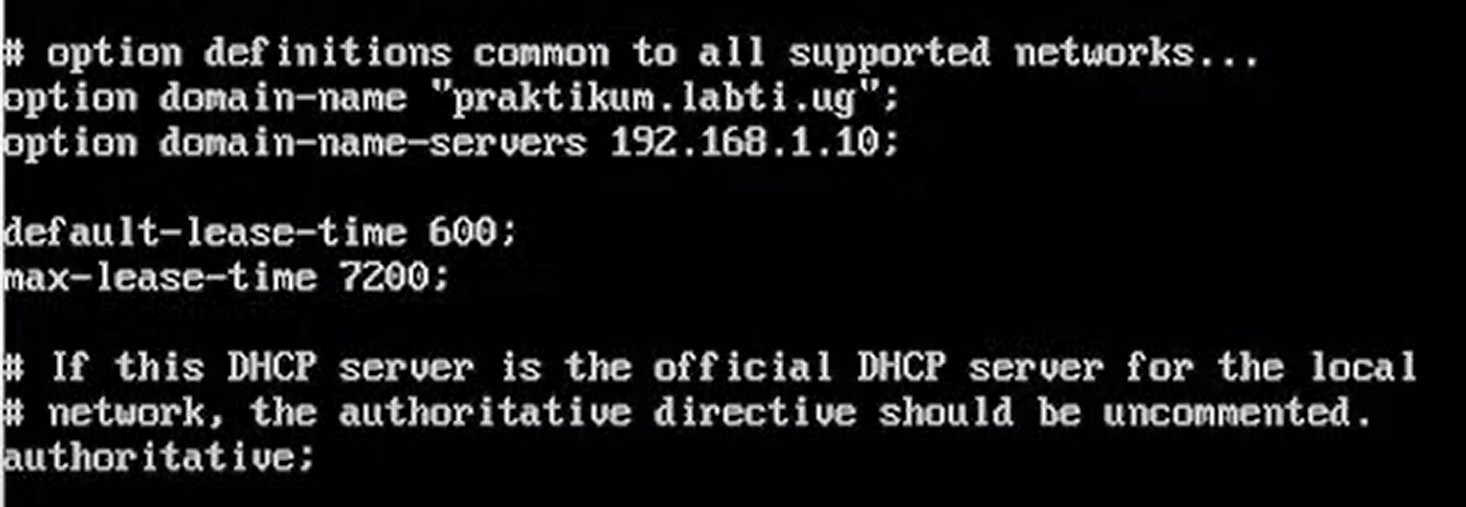 # option definitions common to all supported networks...
option domain-name "praktikum.labti.ug";
option domain-name-servers 192.168.1.10;
default-lease-time 600;
max-lease-time 7200;
# If this DHCP server is the official DHCP server for the local
# network, the authoritative directive should be uncommented.
authoritative;